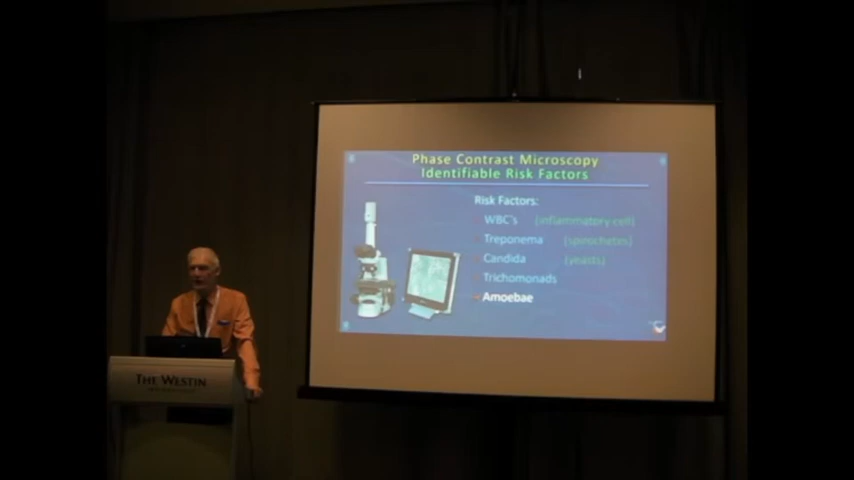 Phase Contrast Microscopy
Identifiable Risk Factors
Risk Factors:
WBC's (inflammatory cell)
Treponema (spirochetes)
Candida (yeasts)
Trichomonads
Amoebae
THE WESTIN